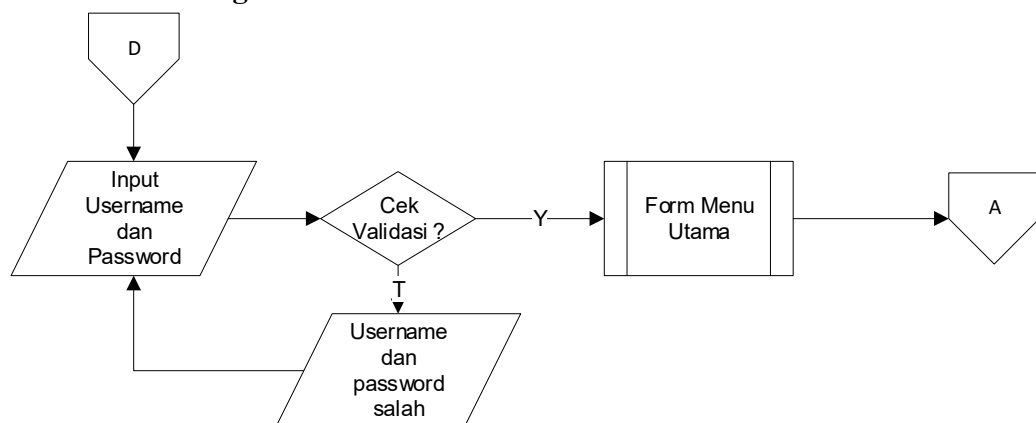 D
Input
Username
dan
Password
Cek
Validasi ?
Y
Form Menu
Utama
A
T
Username
dan
password
salah